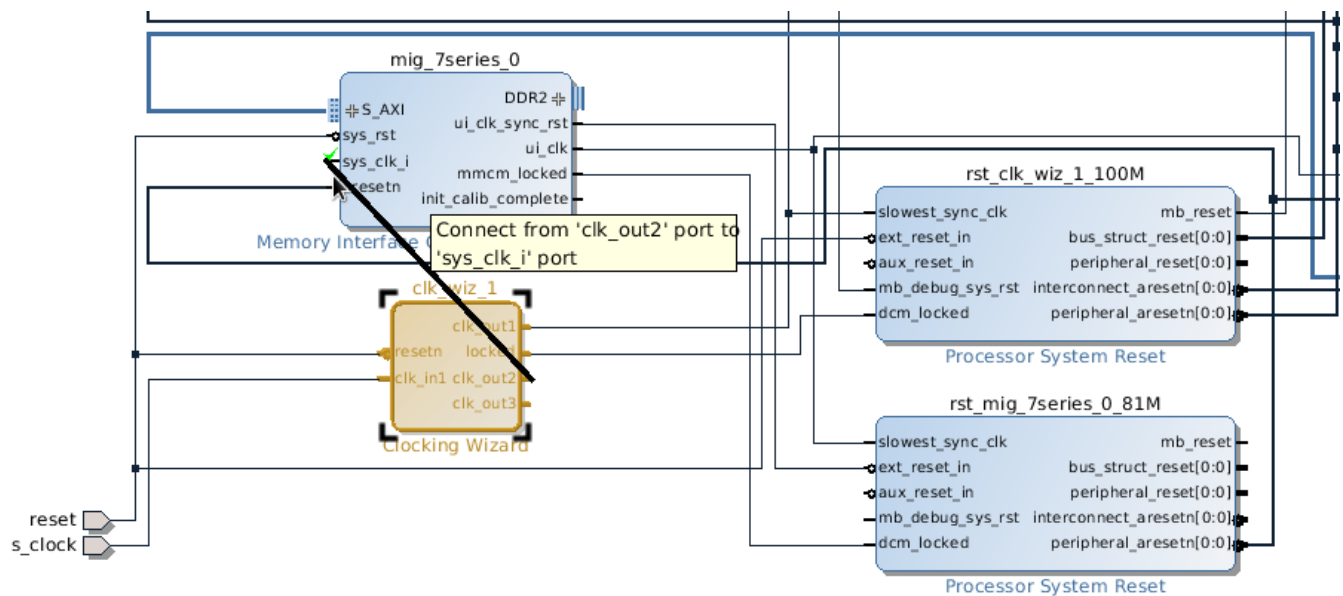 mig_7series_0
S_AXI
sys_rst
sys_clk_i
resetn
DDR2
ui_clk_sync_rst
ui_clk
mmcm_locked
init_calib_complete
Memory Interface
Connect from 'clk_out2' port to
'sys_clk_i' port
clk_wiz_1
resetn
clk_in1
clk_out1
locked
clk_out2
clk_out3
Clocking Wizard
reset
s_clock
rst_clk_wiz_1_100M
slowest_sync_clk
ext_reset_in
aux_reset_in
mb_debug_sys_rst
dcm_locked
mb_reset
bus_struct_reset[0:0]
peripheral_reset[0:0]
interconnect_aresetn[0:0]
peripheral_aresetn[0:0]
Processor System Reset
rst_mig_7series_0_81M
slowest_sync_clk
ext_reset_in
aux_reset_in
mb_debug_sys_rst
dcm_locked
mb_reset
bus_struct_reset[0:0]
peripheral_reset[0:0]
interconnect_aresetn[0:0]
peripheral_aresetn[0:0]
Processor System Reset